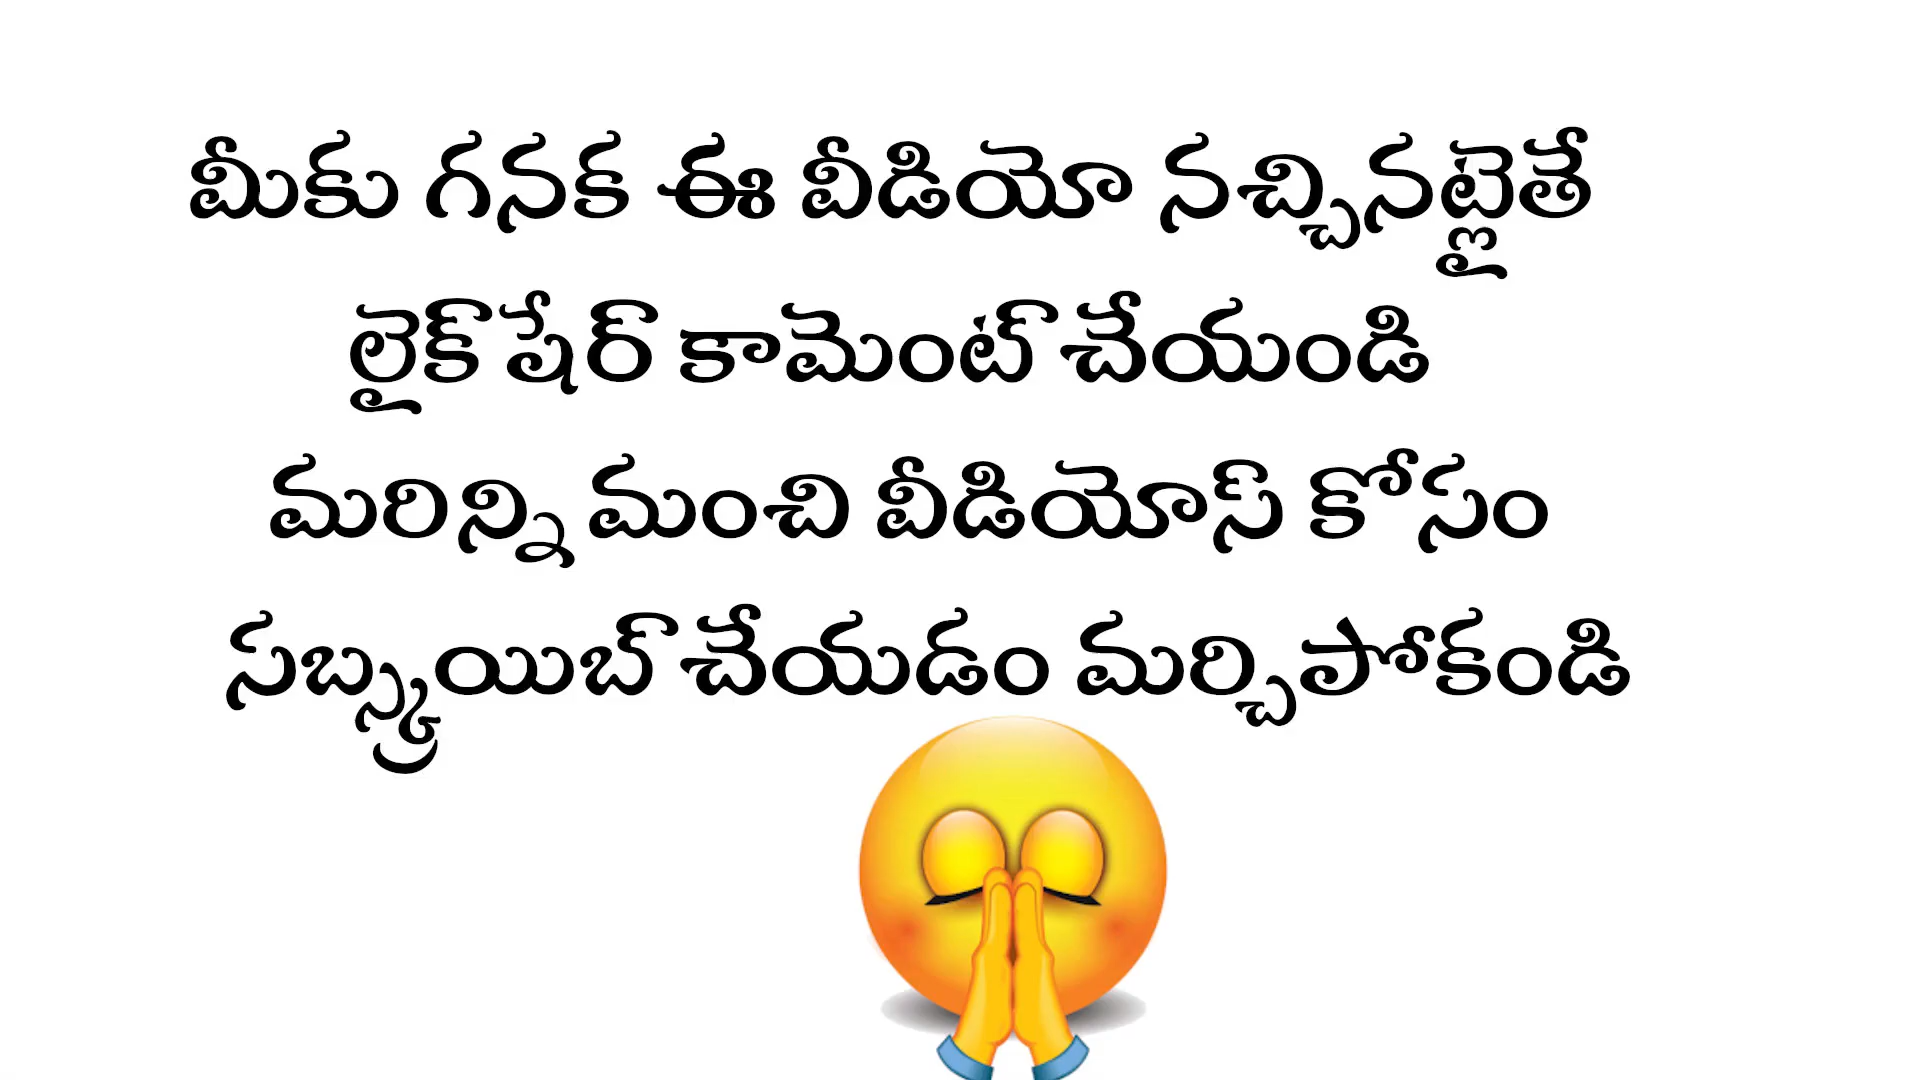 మీకు గనక ఈ వీడియో నచ్చినట్లైతే
లైక్ షేర్ కామెంట్ చేయండి
మరిన్ని మంచి వీడియోస్ కోసం
సబ్స్క్రయిబ్ చేయడం మర్చిపోకండి